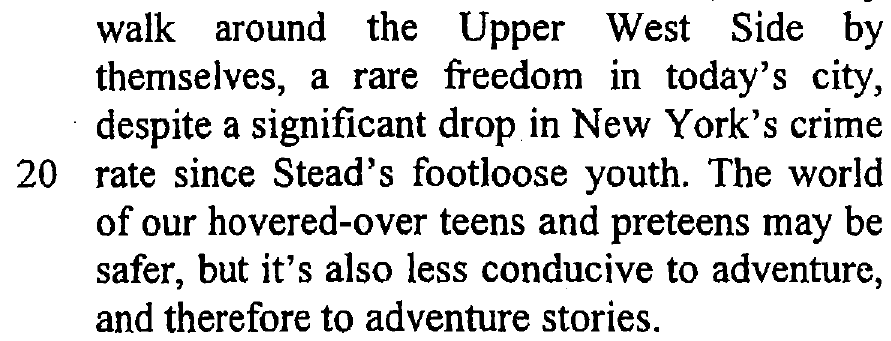 walk around the Upper West Side by
themselves, a rare freedom in today's city,
despite a significant drop in New York's crime
20 rate since Stead's footloose youth. The world
of our hovered-over teens and preteens may be
safer, but it's also less conducive to adventure,
and therefore to adventure stories.